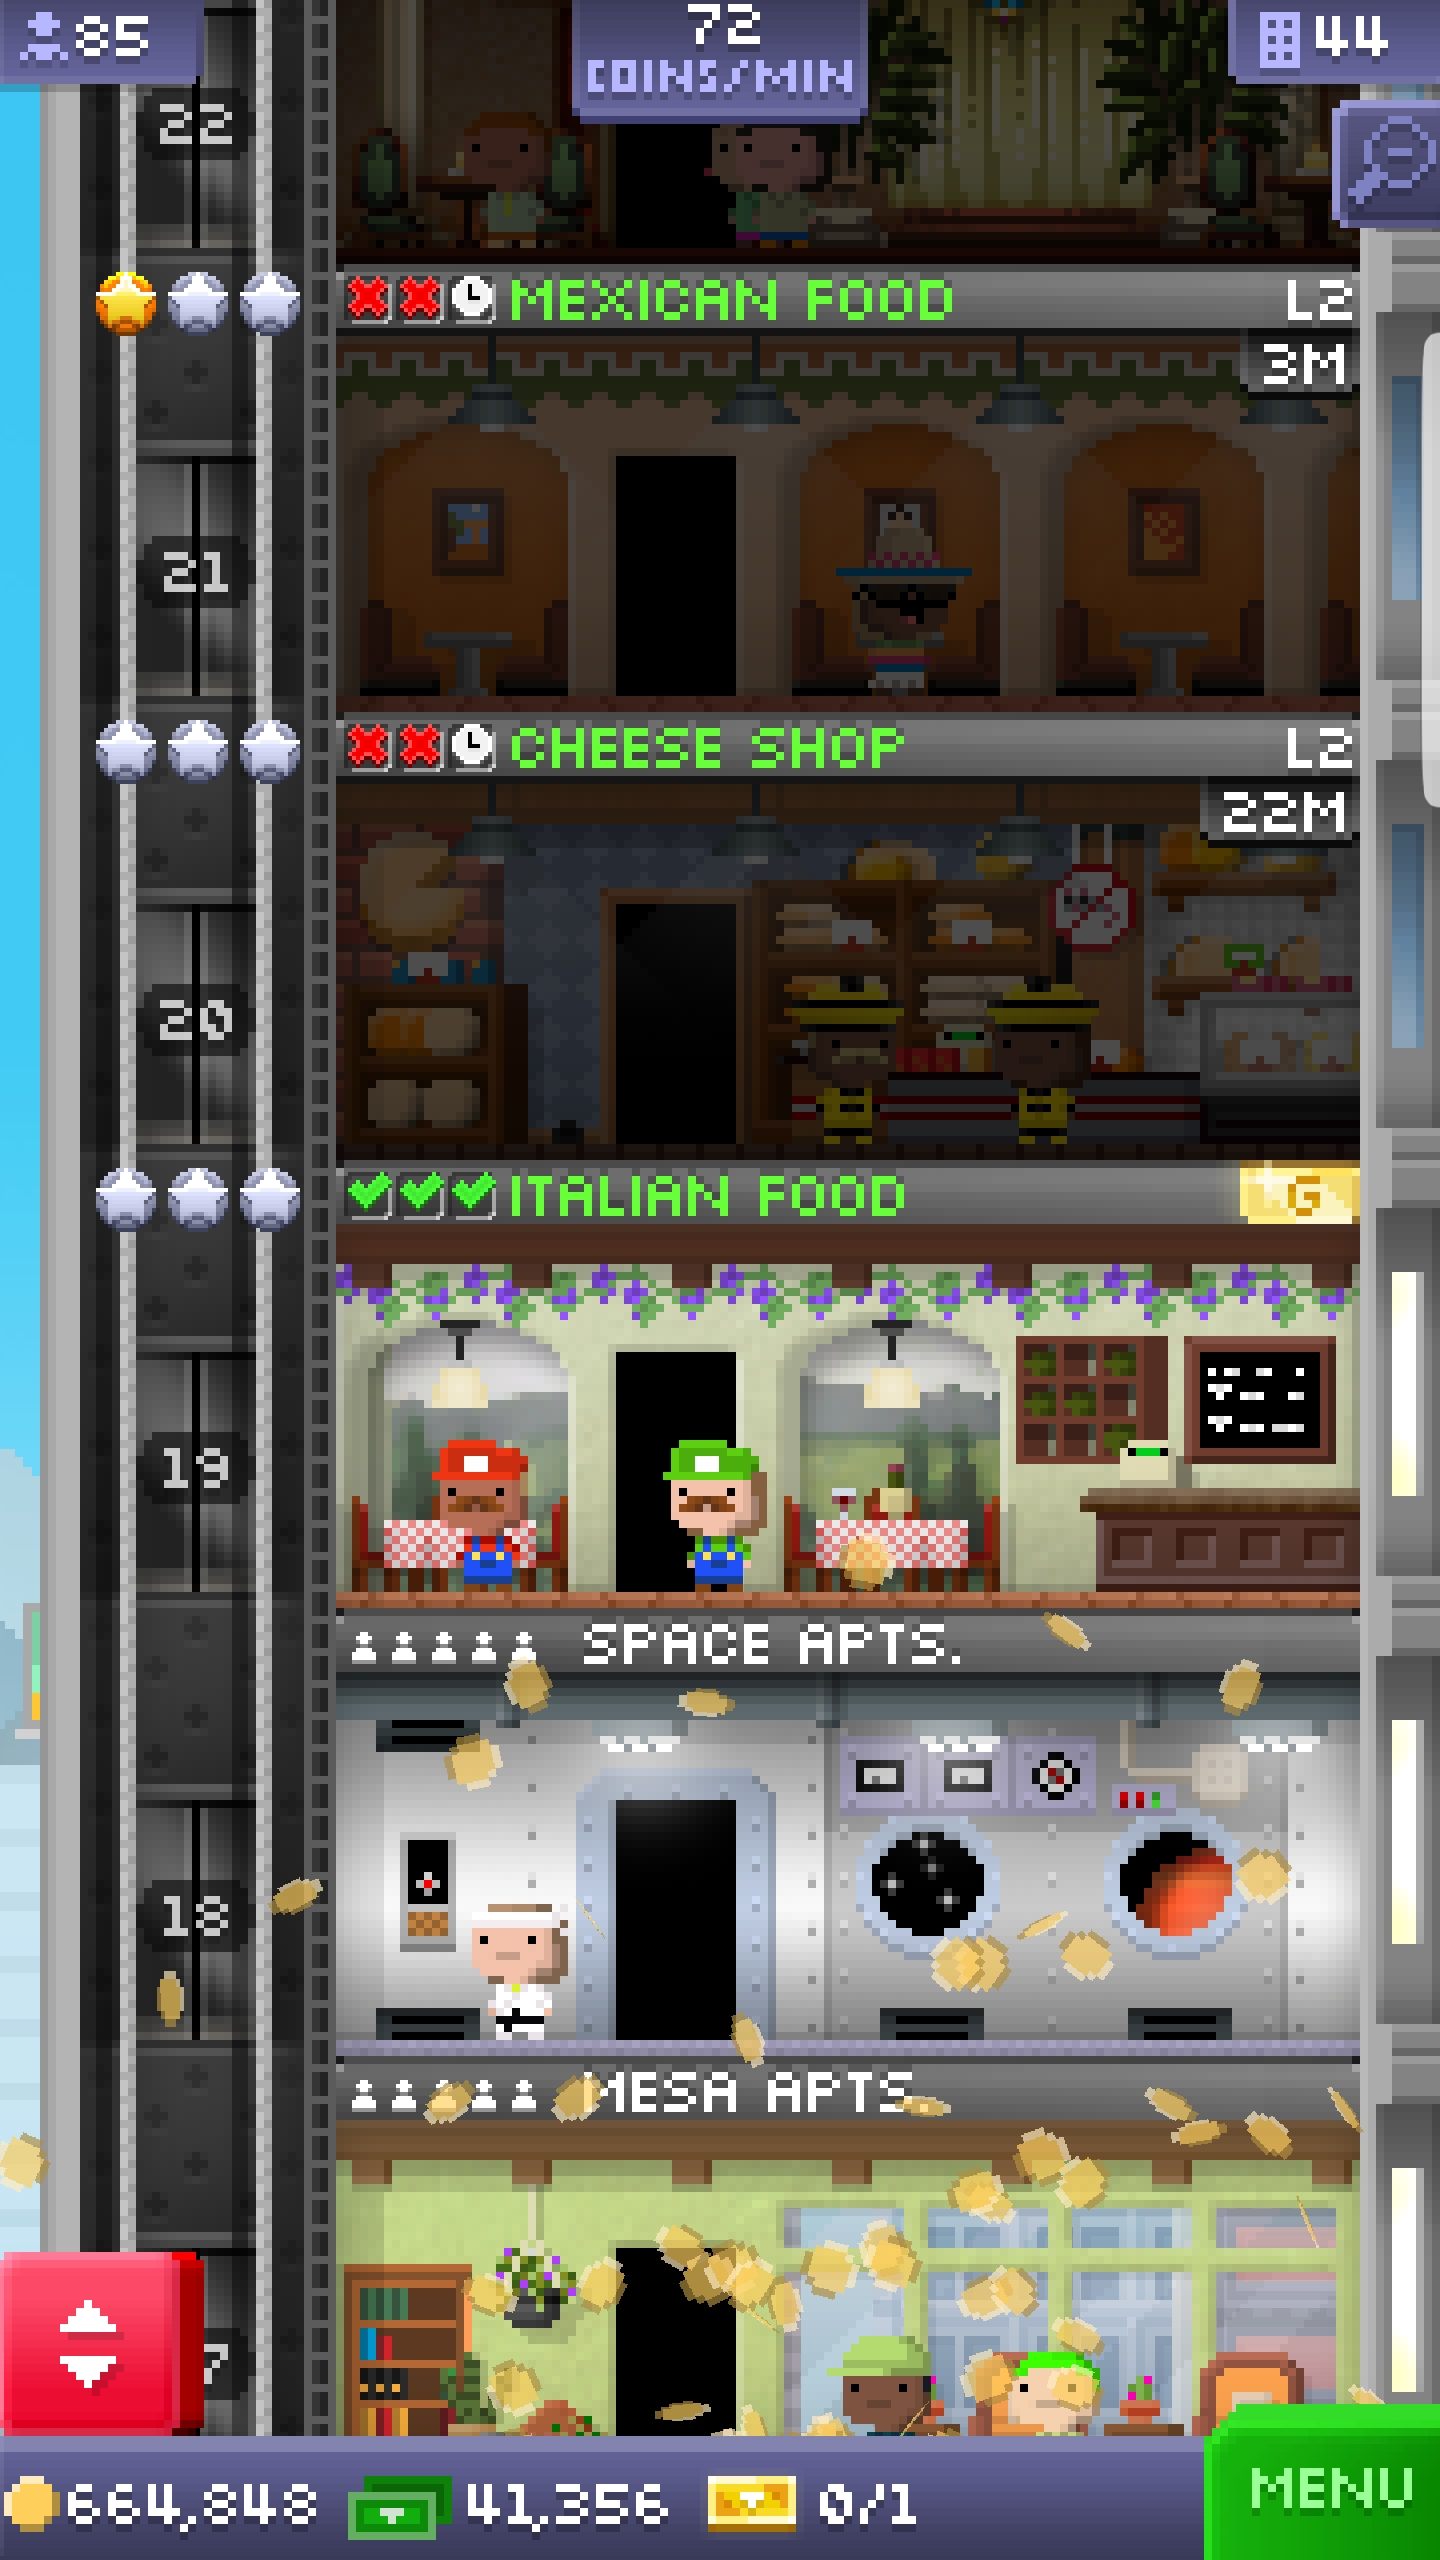 85
72
COINS/MIN
44
22
MEXICAN FOOD L2
3M
21
CHEESE SHOP L2
22M
20
ITALIAN FOOD G
19
SPACE APTS.
18
MESA APTS.
7
664,848 41,356 0/1 MENU